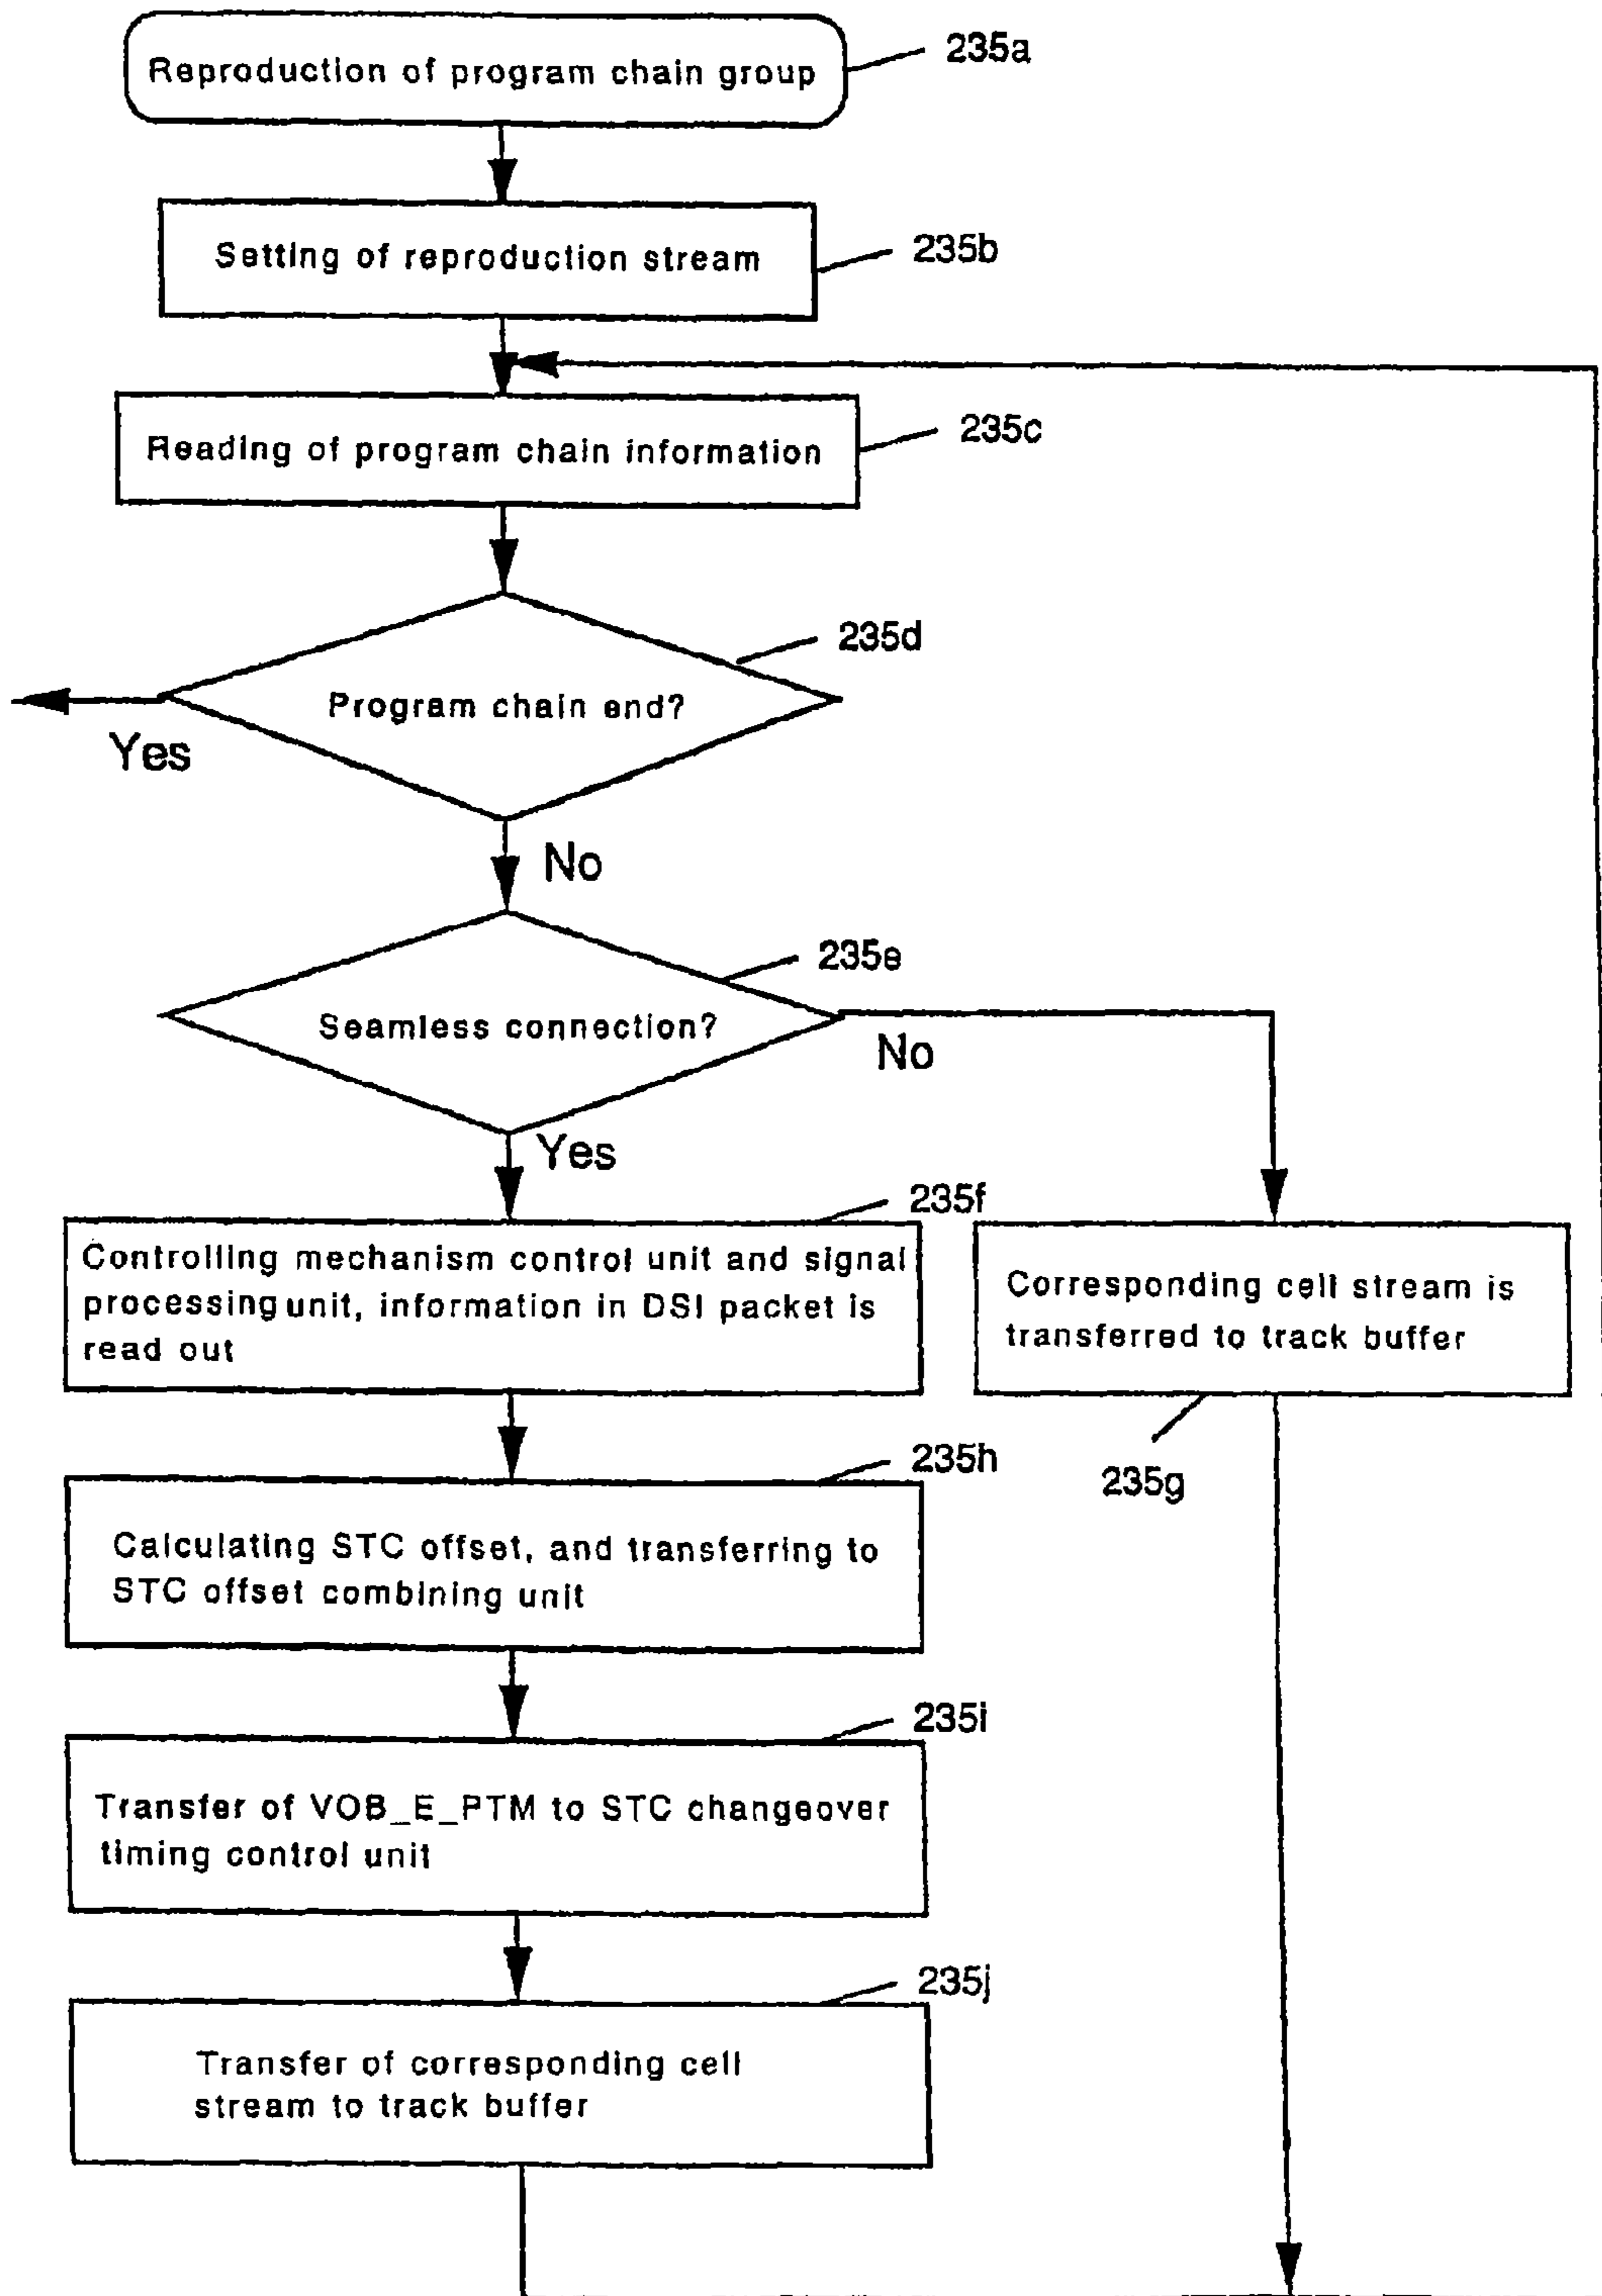 Reproduction of program chain group
235a
Setting of reproduction stream
235b
Reading of program chain information
235c
235d
Program chain end?
Yes
No
235e
Seamless connection?
No
Yes
235f
Controlling mechanism control unit and signal
processing unit, information in DSI packet is
read out
Corresponding cell stream is
transferred to track buffer
235g
235h
Calculating STC offset, and transferring to
STC offset combining unit
235i
Transfer of VOB_E_PTM to STC changeover
timing control unit
235j
Transfer of corresponding cell
stream to track buffer